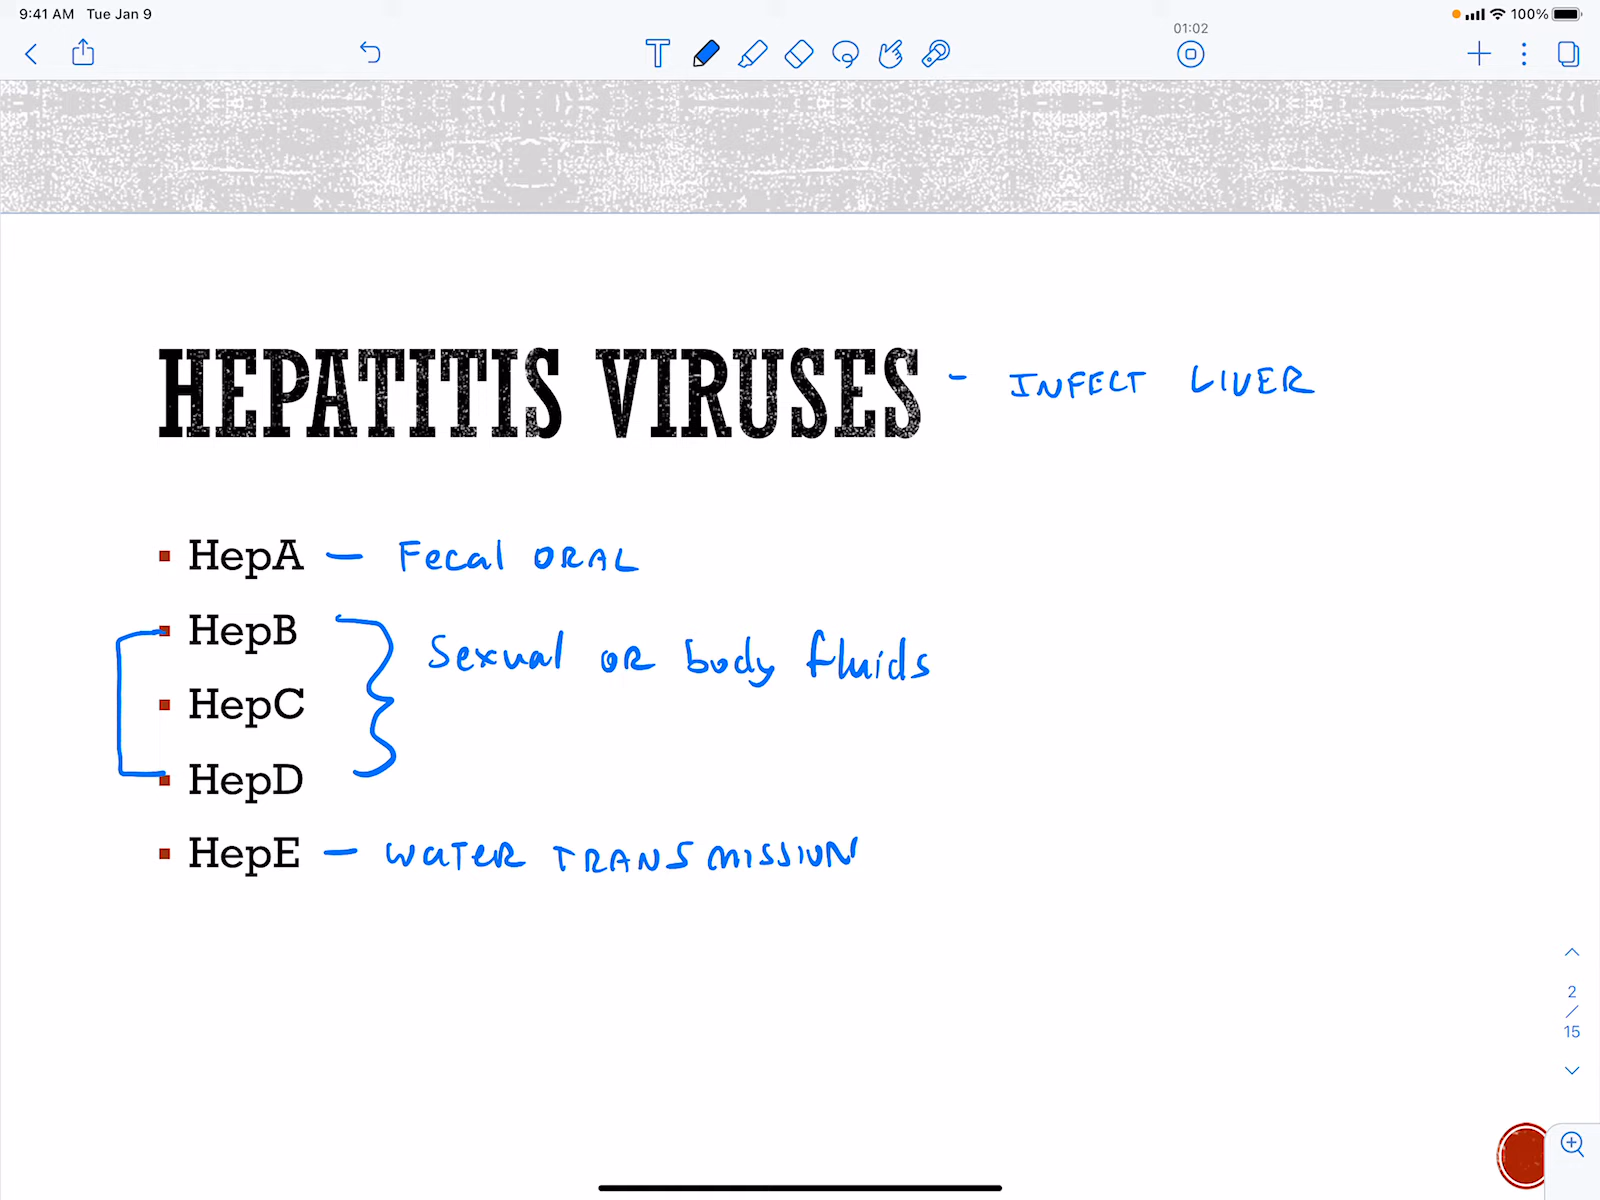 9:41 AM Tue Jan 9
100%
01:02
HEPATITIS VIRUSES - INFECT LIVER
HepA — Fecal ORAL
HepB
Sexual OR body fluids
HepC
HepD
HepE — WATER TRANSMISSION
2
/
15